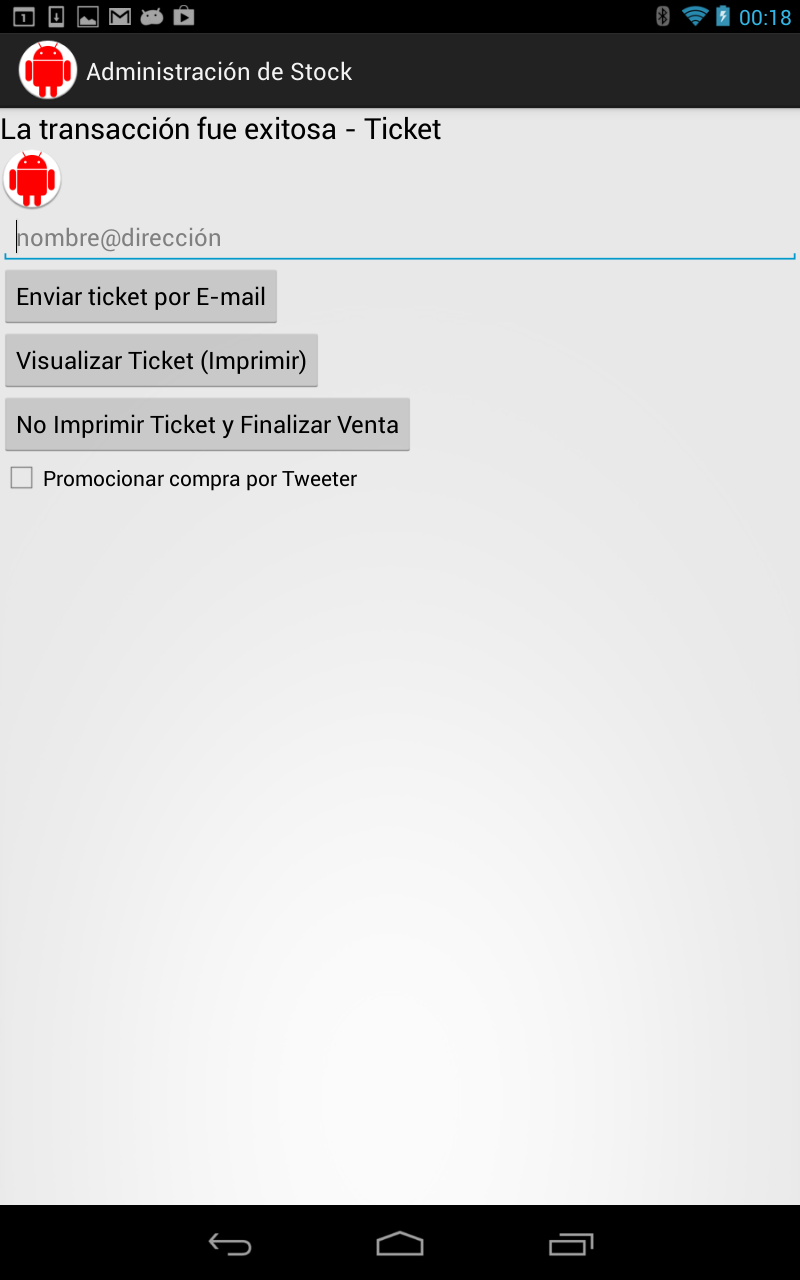 1
00:18
Administración de Stock
La transacción fue exitosa - Ticket
nombre@dirección
Enviar ticket por E-mail
Visualizar Ticket (Imprimir)
No Imprimir Ticket y Finalizar Venta
Promocionar compra por Tweeter